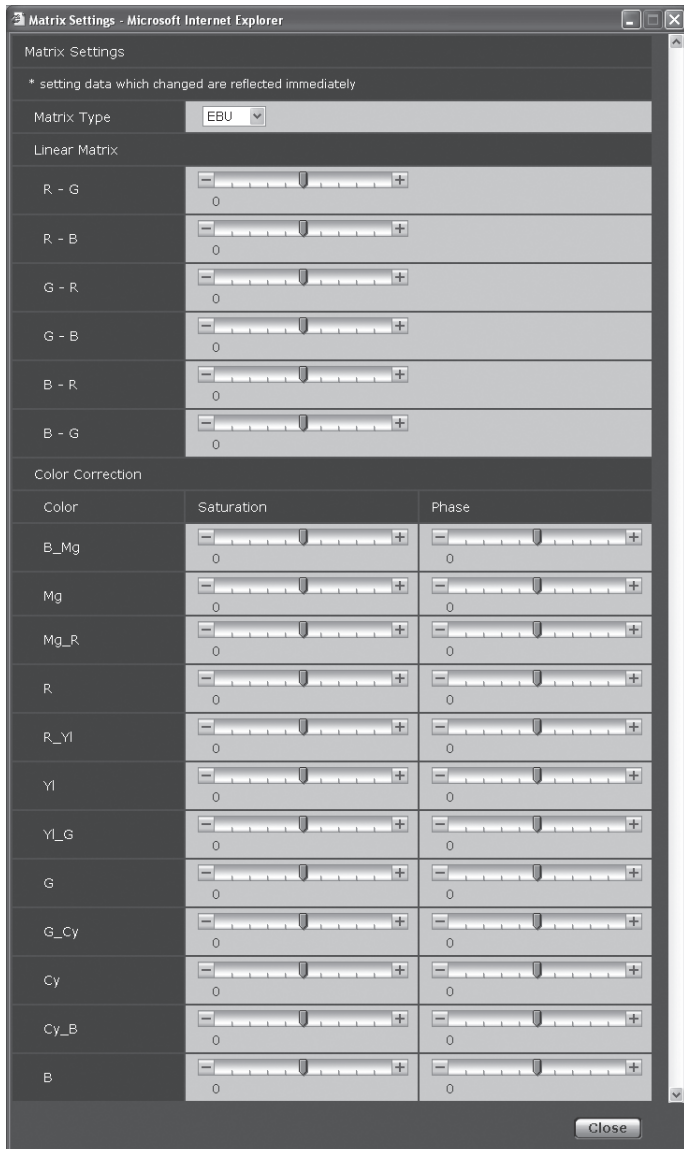 Matrix Settings - Microsoft Internet Explorer
Matrix Settings
* setting data which changed are reflected immediately
Matrix Type EBU
Linear Matrix
R - G 0
R - B 0
G - R 0
G - B 0
B - R 0
B - G 0
Color Correction
Color Saturation Phase
B_Mg 0 0
Mg 0 0
Mg_R 0 0
R 0 0
R_Yl 0 0
Yl 0 0
Yl_G 0 0
G 0 0
G_Cy 0 0
Cy 0 0
Cy_B 0 0
B 0 0
Close